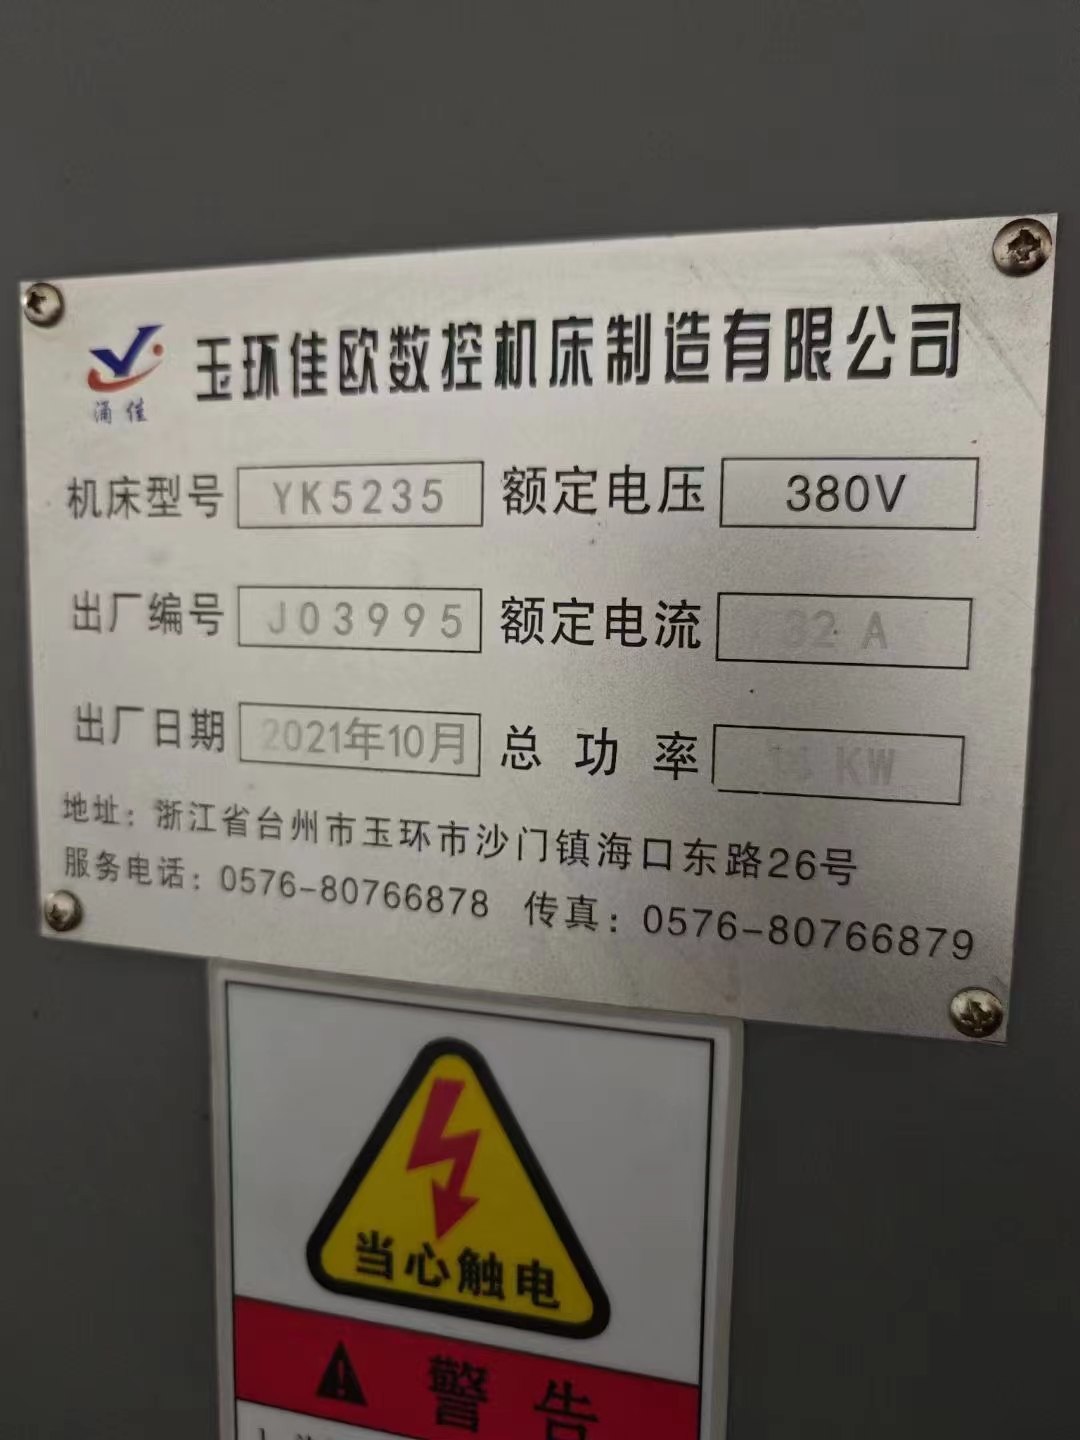 玉环佳欧数控机床制造有限公司
涌佳
机床型号 YK5235 额定电压 380V
出厂编号 J03995 额定电流 32 A
出厂日期 2021年10月 总功率 KW
地址：浙江省台州市玉环市沙门镇海口东路26号
服务电话：0576-80766878 传真：0576-80766879
当心触电
警告